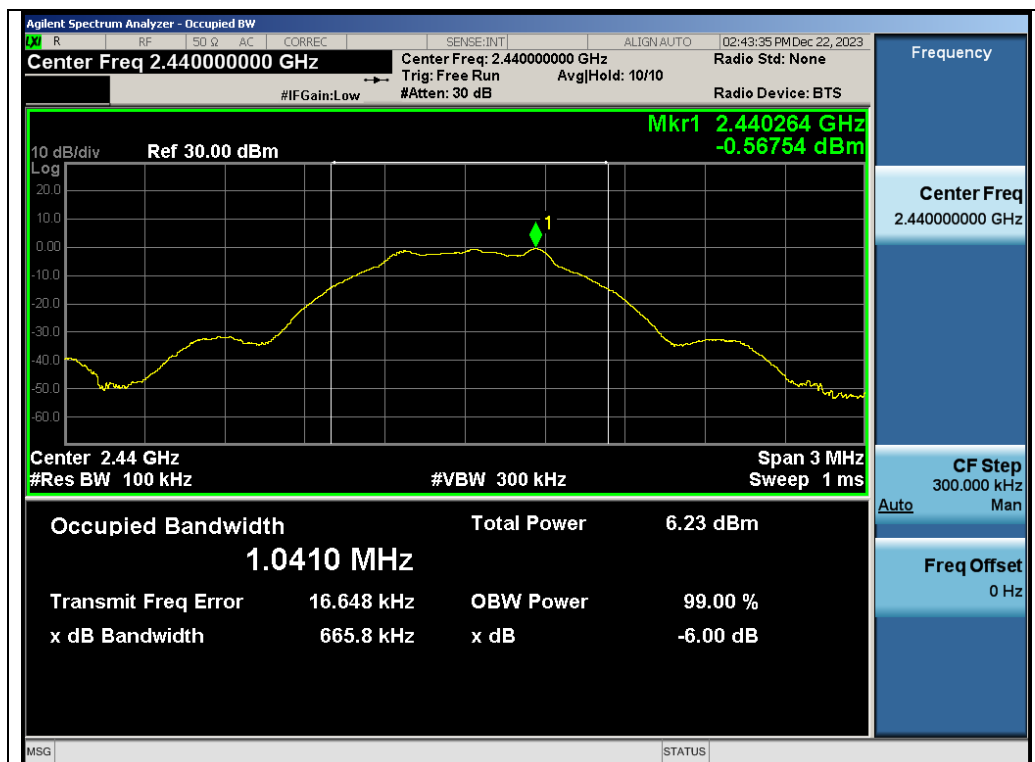 Agilent Spectrum Analyzer - Occupied BW
LXI R RF 50 Ω AC CORREC SENSE:INT ALIGN AUTO 02:43:35 PM Dec 22, 2023
Center Freq 2.440000000 GHz
Center Freq: 2.440000000 GHz
Radio Std: None
Trig: Free Run Avg|Hold: 10/10
#IFGain:Low
#Atten: 30 dB
Radio Device: BTS
Frequency
Mkr1 2.440264 GHz
-0.56754 dBm
10 dB/div Ref 30.00 dBm
Log
20.0
10.0
0.00
-10.0
-20.0
-30.0
-40.0
-50.0
-60.0
1
Center 2.44 GHz Span 3 MHz
#Res BW 100 kHz #VBW 300 kHz Sweep 1 ms
Center Freq
2.440000000 GHz
CF Step
300.000 kHz
Auto Man
Freq Offset
0 Hz
Occupied Bandwidth Total Power 6.23 dBm
1.0410 MHz
Transmit Freq Error 16.648 kHz OBW Power 99.00 %
x dB Bandwidth 665.8 kHz x dB -6.00 dB
MSG STATUS